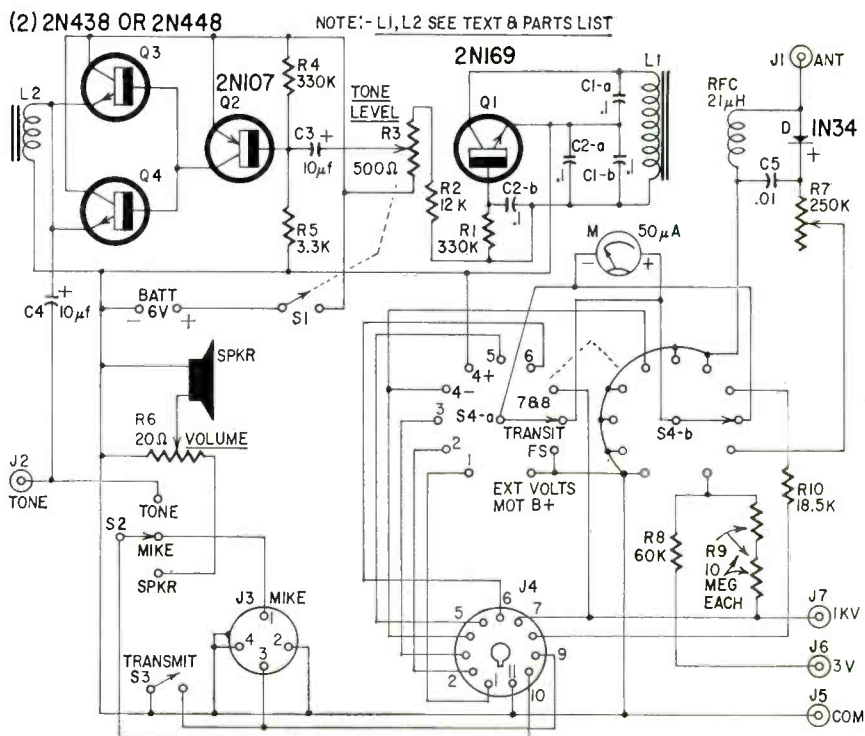 (2) 2N438 OR 2N448
NOTE:- L1, L2 SEE TEXT & PARTS LIST
Q3
L2
2N107
Q2
R4
330K
TONE
LEVEL
C3 +
10µf
R3
500Ω
2N169
Q1
C1-a
.1
L1
J1 ANT
RFC
21µH
D
1N34
+
C5
.01
R7
250K
Q4
R5
3.3K
R2
12K
C2-a
.1
C1-b
.1
C2-b
.1
R1
330K
M 50µA
- +
C4 + 10µf
BATT
- 6V +
S1
SPKR
R6
20Ω VOLUME
J2
TONE
TONE
S2
MIKE
SPKR
5
6
4+
4-
7&8
3
S4-a
TRANSIT
2
FS
1
EXT VOLTS
MOT B+
S4-b
R10
18.5K
R8
60K
R9
10
MEG
EACH
J3 MIKE
1
4
2
3
TRANSMIT
S3
J4
6
5
7
9
2
1
11
10
J7
1KV
J6
3V
J5
COM